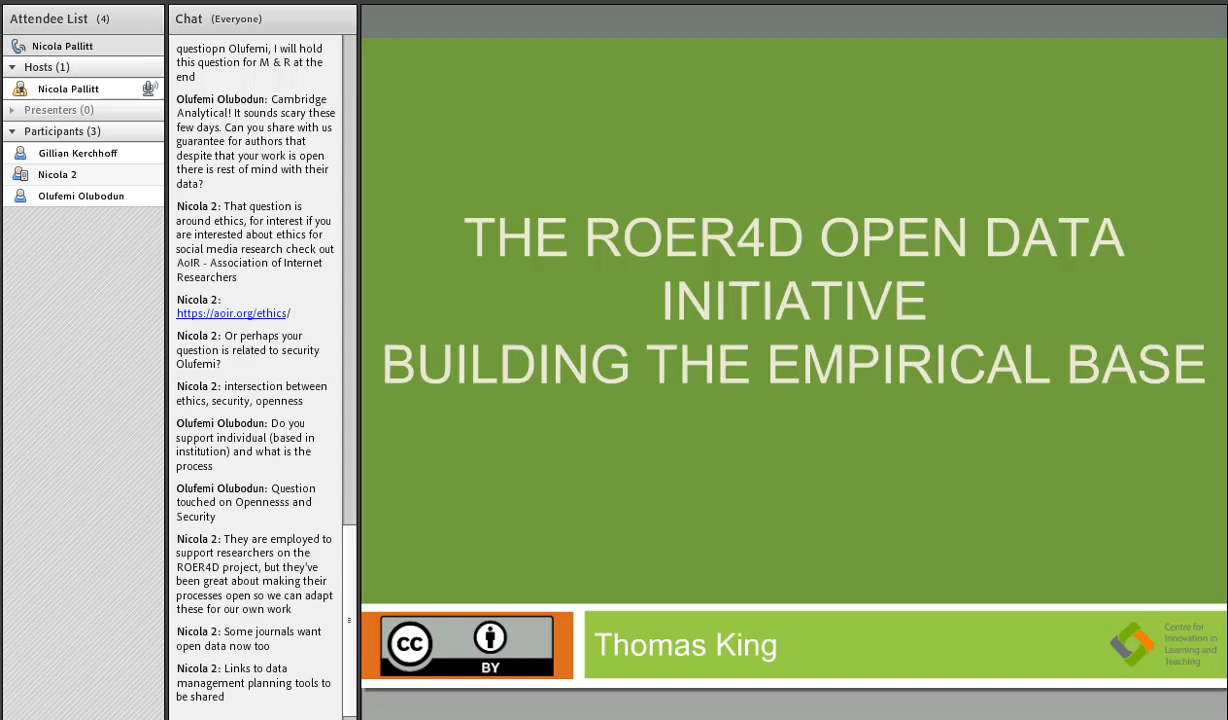 Attendee List (4)
Nicola Pallitt
Hosts (1)
Nicola Pallitt
Presenters (0)
Participants (3)
Gillian Kerchhoff
Nicola 2
Olufemi Olubodun
Chat (Everyone)
questiopn Olufemi, I will hold
this question for M & R at the
end
Olufemi Olubodun: Cambridge
Analytical! It sounds scary these
few days. Can you share with us
guarantee for authors that
despite that your work is open
there is rest of mind with their
data?
Nicola 2: That question is
around ethics, for interest if you
are interested about ethics for
social media research check out
AoIR - Association of Internet
Researchers
Nicola 2:
https://aoir.org/ethics/
Nicola 2: Or perhaps your
question is related to security
Olufemi?
Nicola 2: intersection between
ethics, security, openness
Olufemi Olubodun: Do you
support individual (based in
institution) and what is the
process
Olufemi Olubodun: Question
touched on Opennesss and
Security
Nicola 2: They are employed to
support researchers on the
ROER4D project, but they've
been great about making their
processes open so we can adapt
these for our own work
Nicola 2: Some journals want
open data now too
Nicola 2: Links to data
management planning tools to
be shared
THE ROER4D OPEN DATA
INITIATIVE
BUILDING THE EMPIRICAL BASE
cc
BY
Thomas King
Centre for
Innovation in
Learning and
Teaching